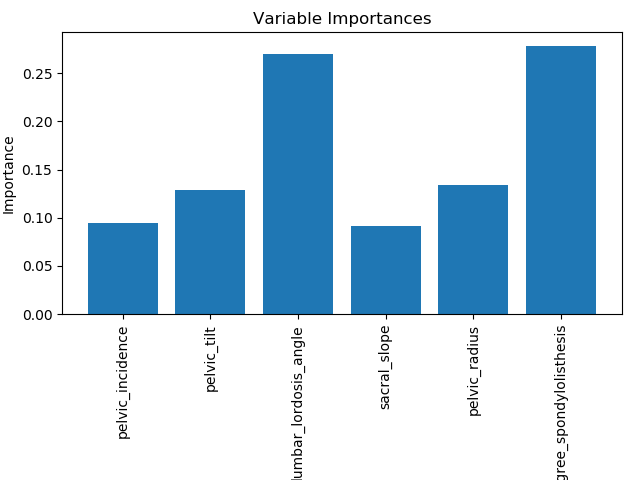 Variable Importances
Importance
0.25
0.20
0.15
0.10
0.05
0.00
pelvic_incidence
pelvic_tilt
lumbar_lordosis_angle
sacral_slope
pelvic_radius
gree_spondylolisthesis